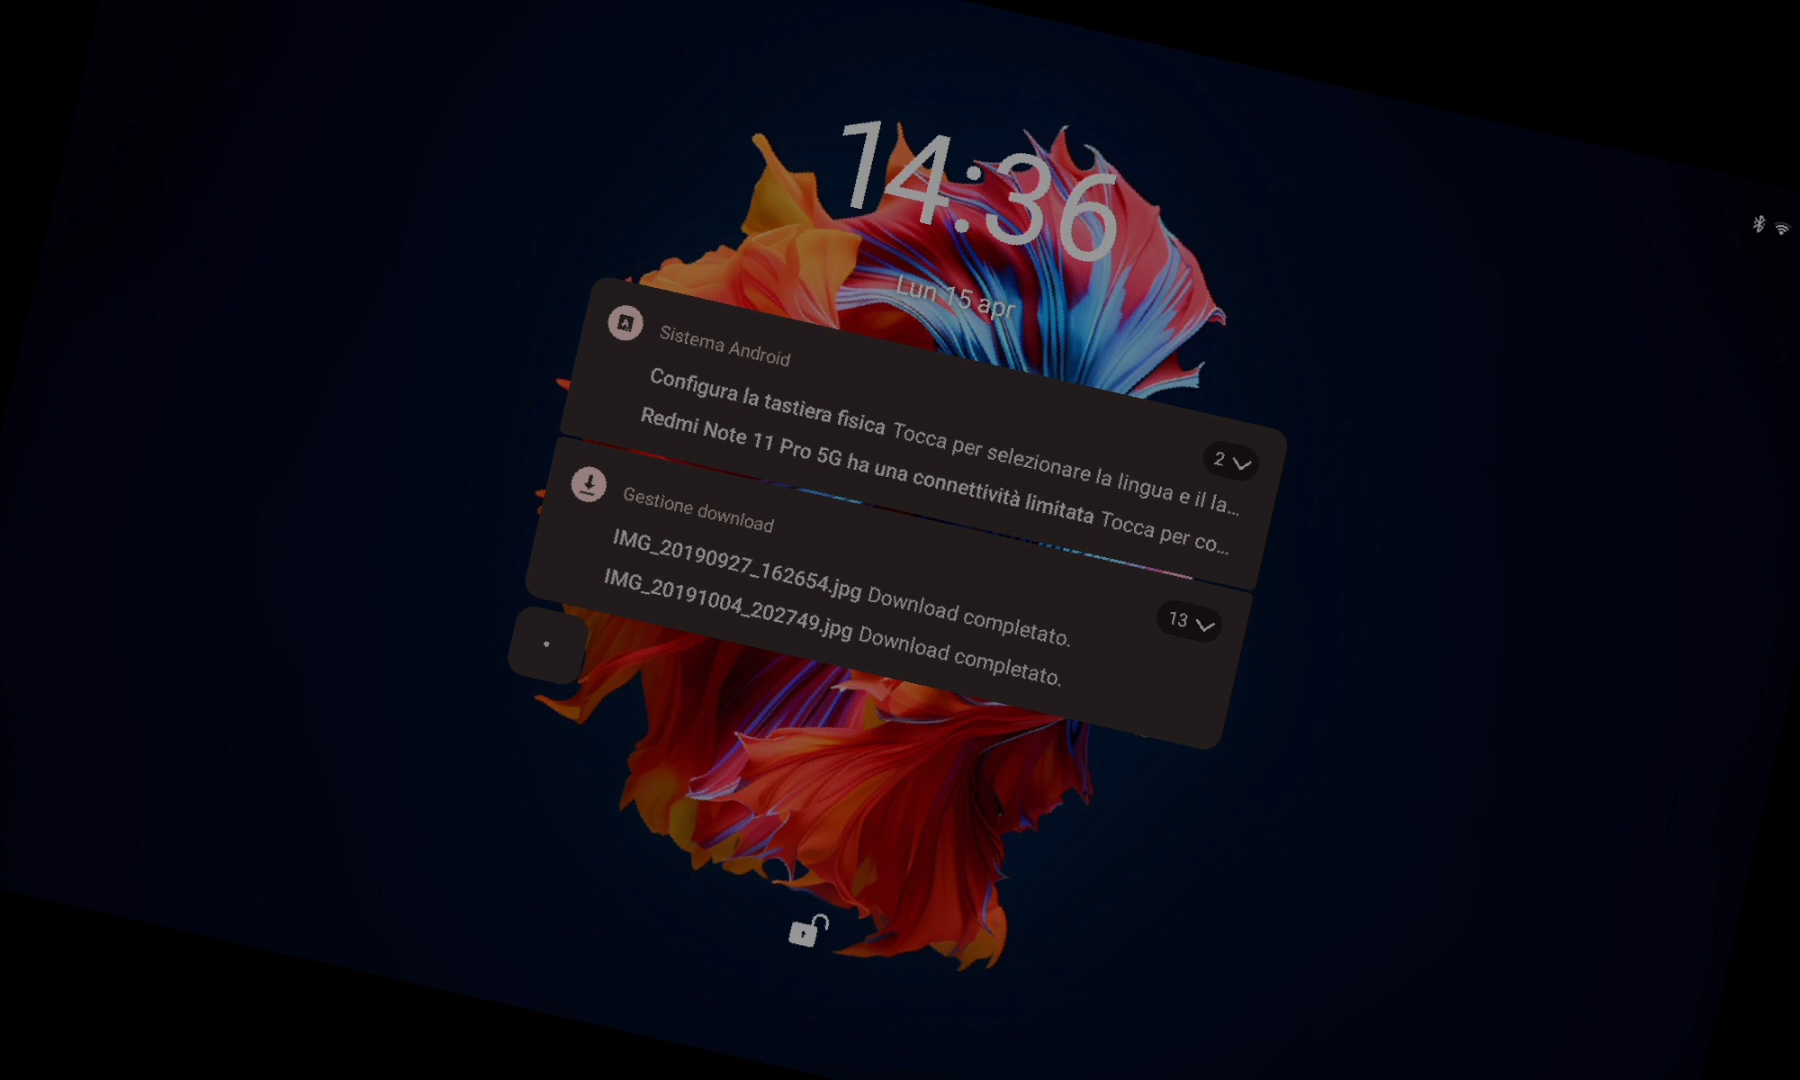 14:36
Lun 15 apr
Sistema Android
Configura la tastiera fisica Tocca per selezionare la lingua e il la…
Redmi Note 11 Pro 5G ha una connettività limitata Tocca per co…
2
Gestione download
IMG_20190927_162654.jpg Download completato.
IMG_20191004_202749.jpg Download completato.
13